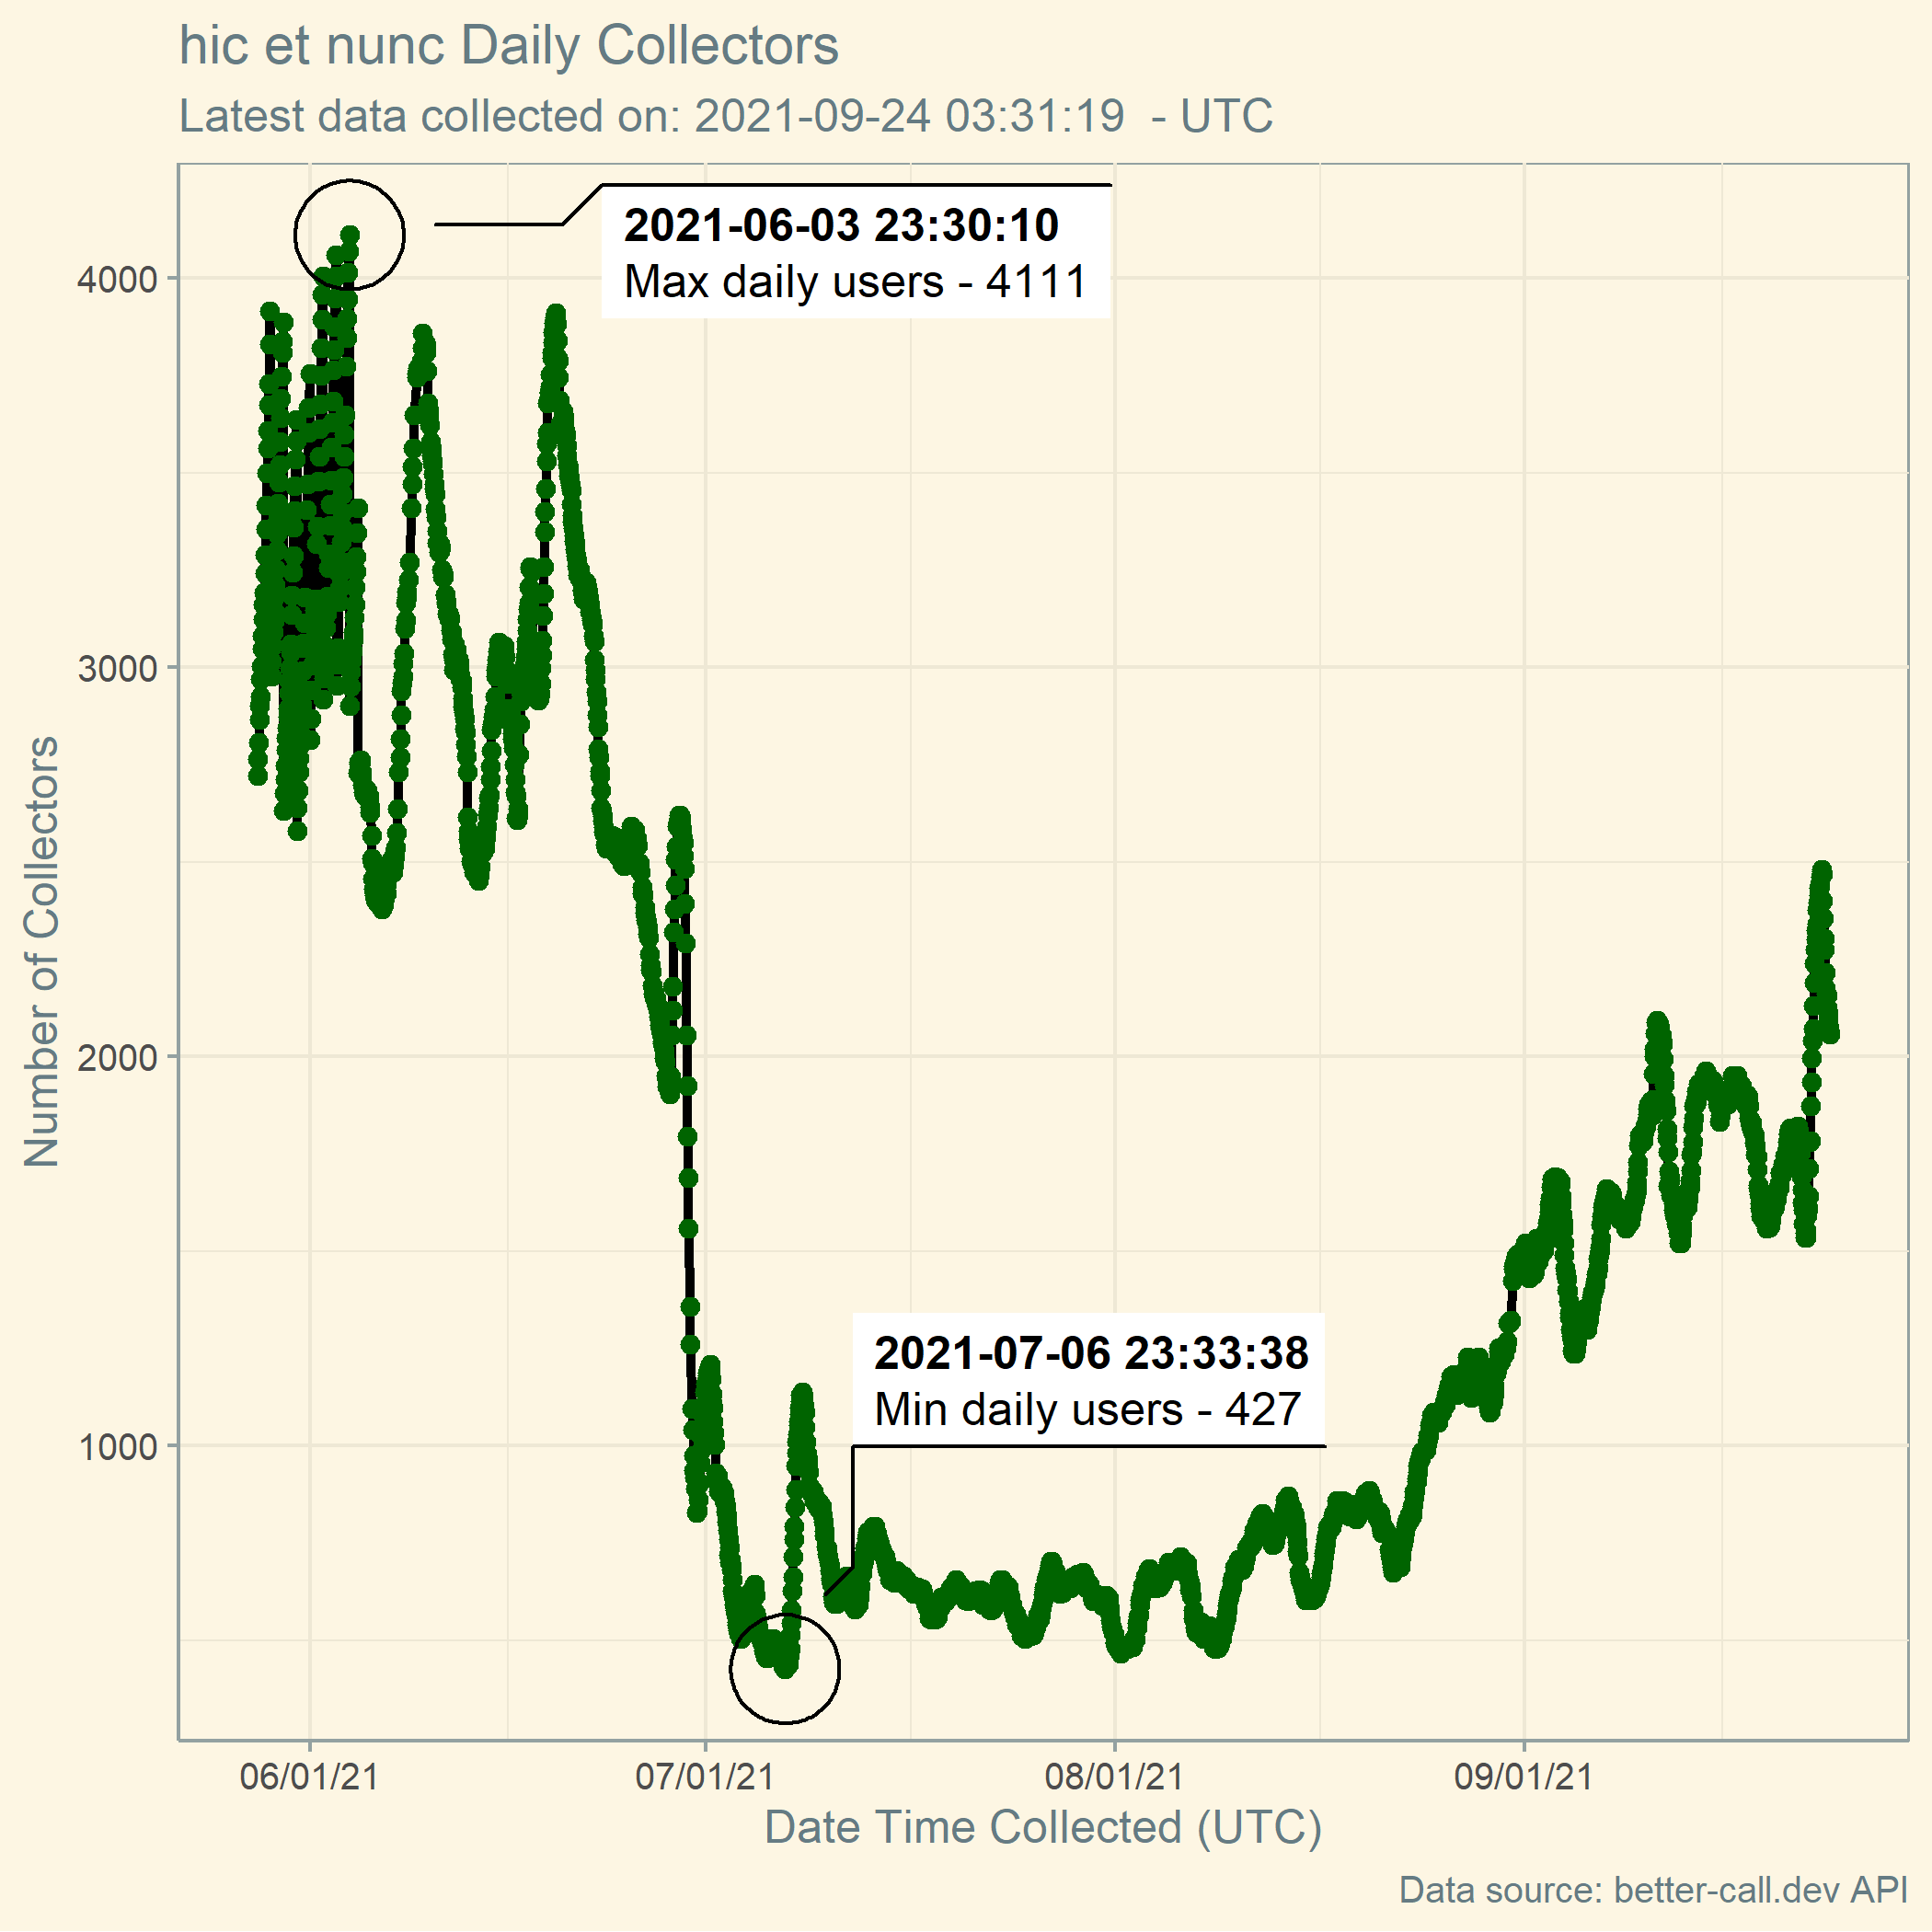 hic et nunc Daily Collectors
Latest data collected on: 2021-09-24 03:31:19  - UTC
2021-06-03 23:30:10
Max daily users - 4111
4000
3000
2000
1000
Number of Collectors
2021-07-06 23:33:38
Min daily users - 427
06/01/21 07/01/21 08/01/21 09/01/21
Date Time Collected (UTC)
Data source: better-call.dev API